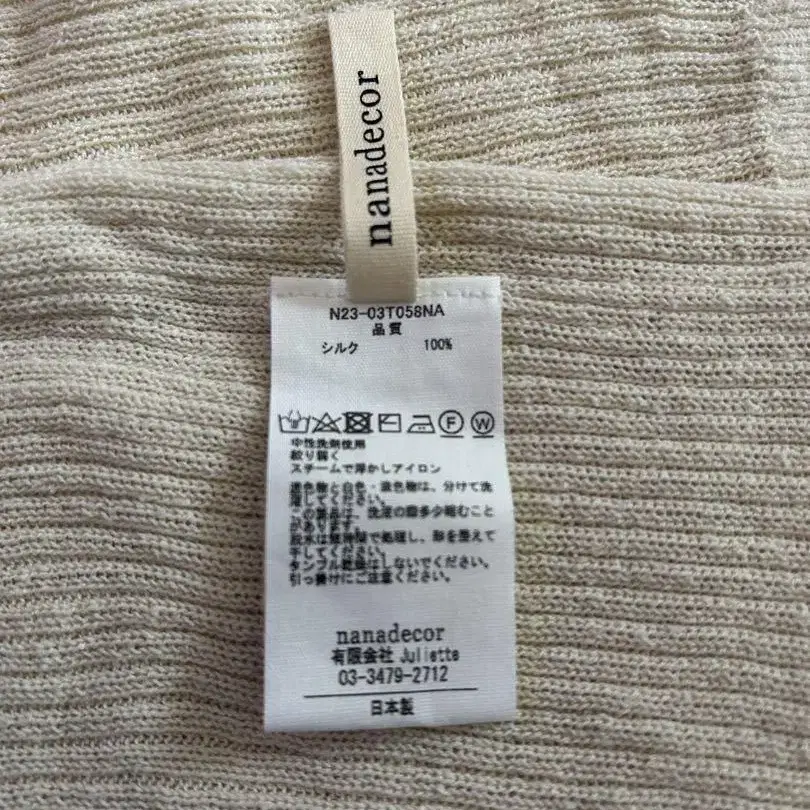 nanadecor
N23-03T058NA
品質
シルク 100%
F W
中性洗剤使用
絞り弱く
スチームで浮かしアイロン
濃色物と白色・淡色物は、分けて洗
濯してください。
この製品は、洗濯の際多少縮むこと
があります。
脱水は短時間で処理し、形を整えて
干してください。
タンブル乾燥はしないでください。
引っ掛けにご注意ください。
nanadecor
有限会社 Juliette
03-3479-2712
日本製